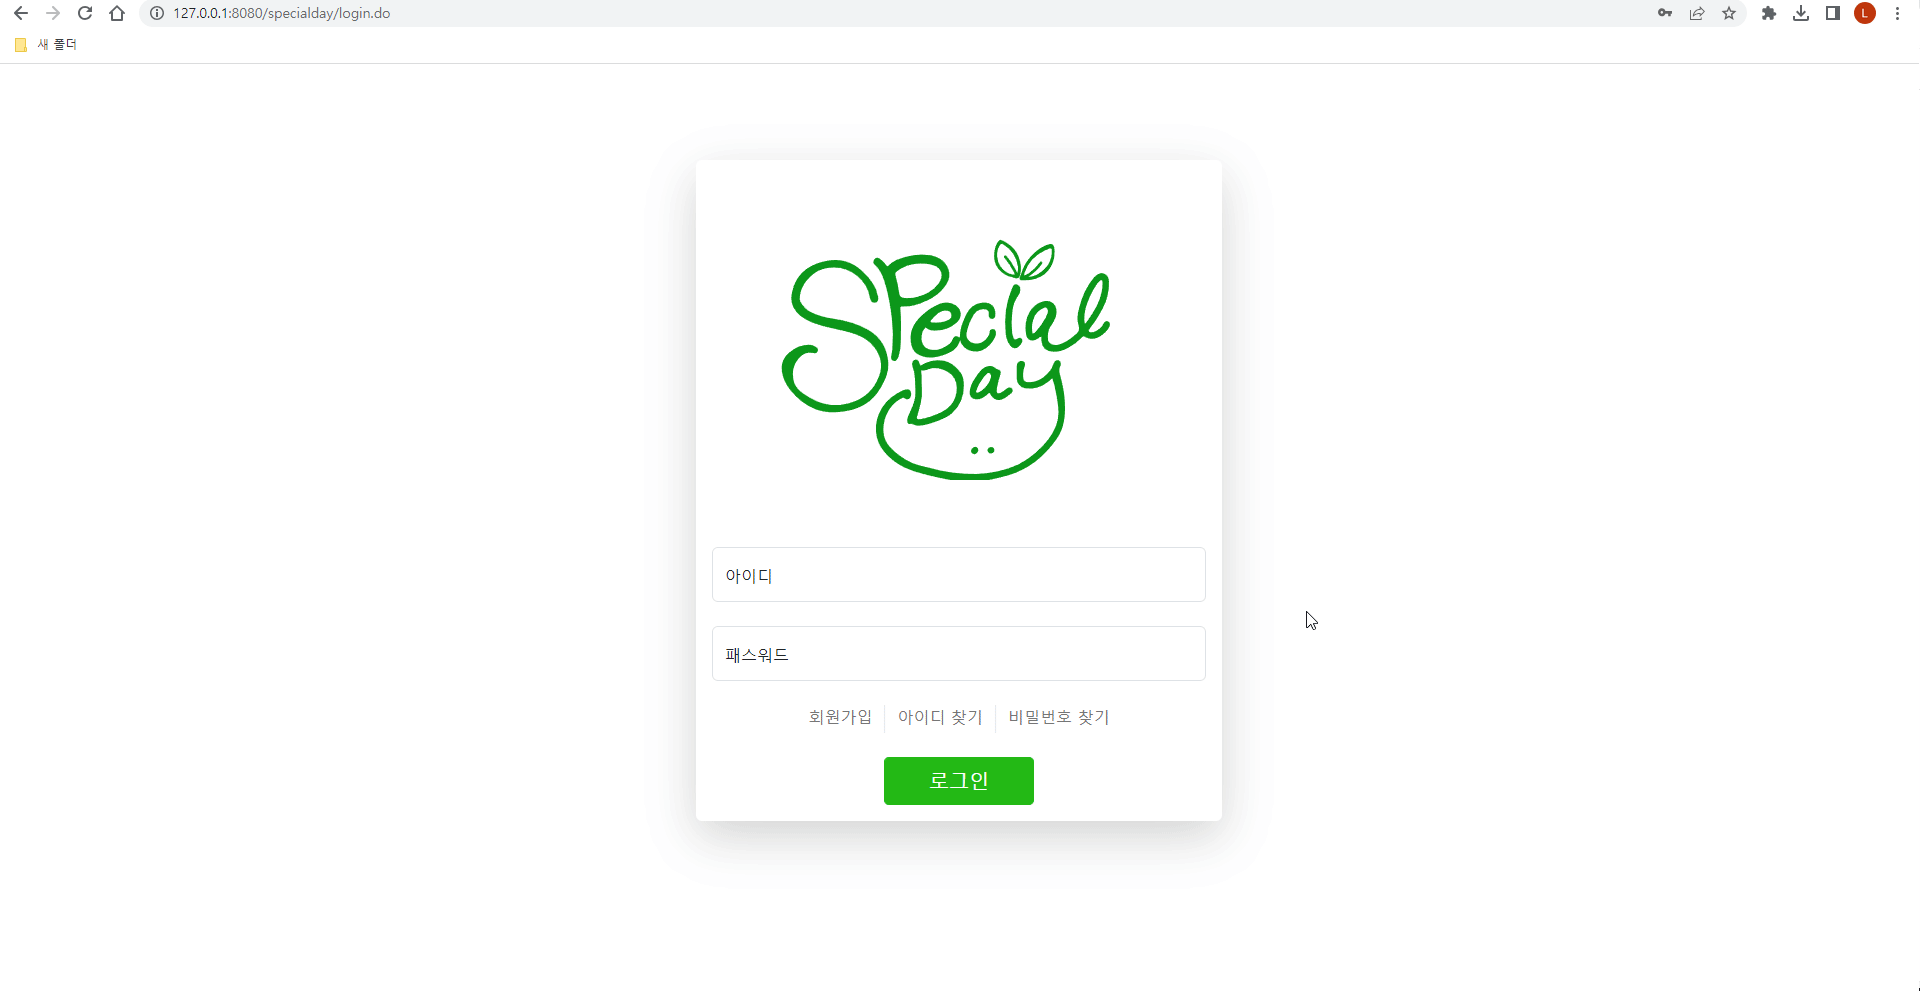 127.0.0.1:8080/specialday/login.do
L
새 폴더
SPecial
Day
아이디
패스워드
회원가입 아이디 찾기 비밀번호 찾기
로그인